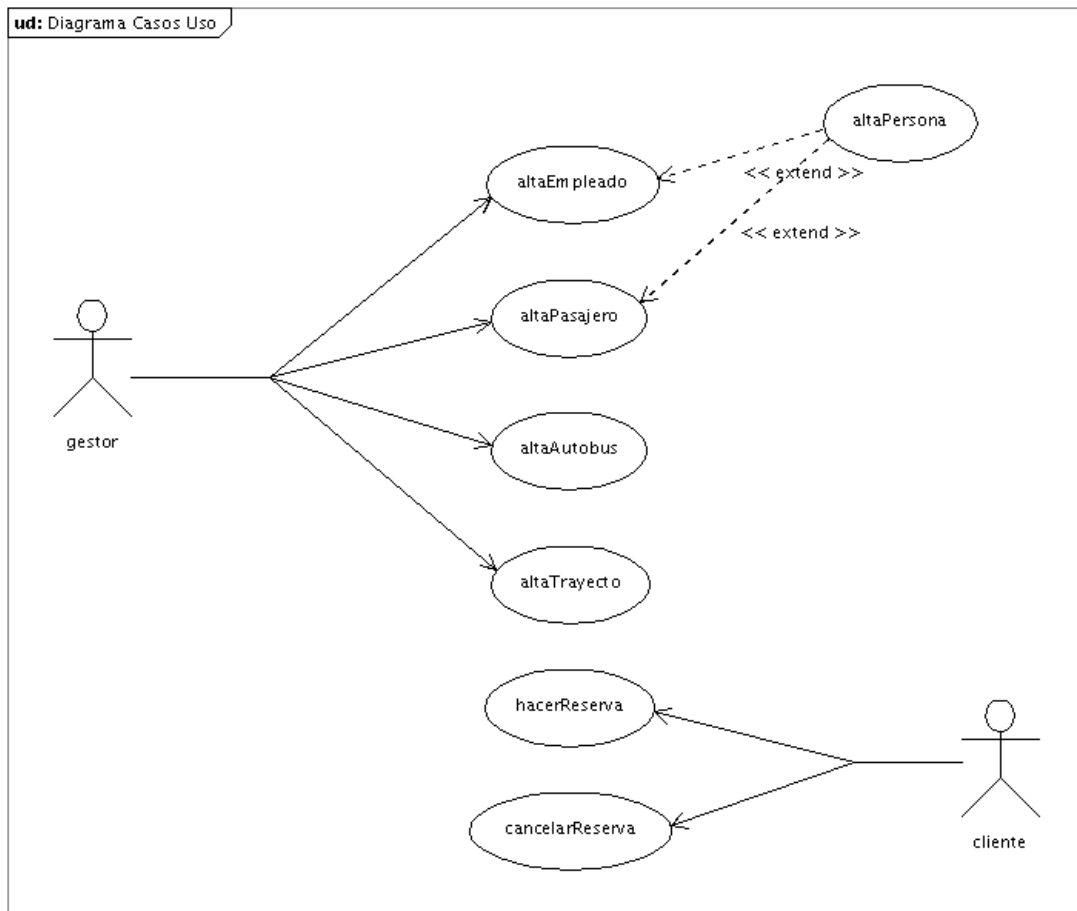 ud: Diagrama Casos Uso
altaPersona
altaEmpleado
<< extend >>
<< extend >>
altaPasajero
gestor
altaAutobus
altaTrayecto
hacerReserva
cancelarReserva
cliente